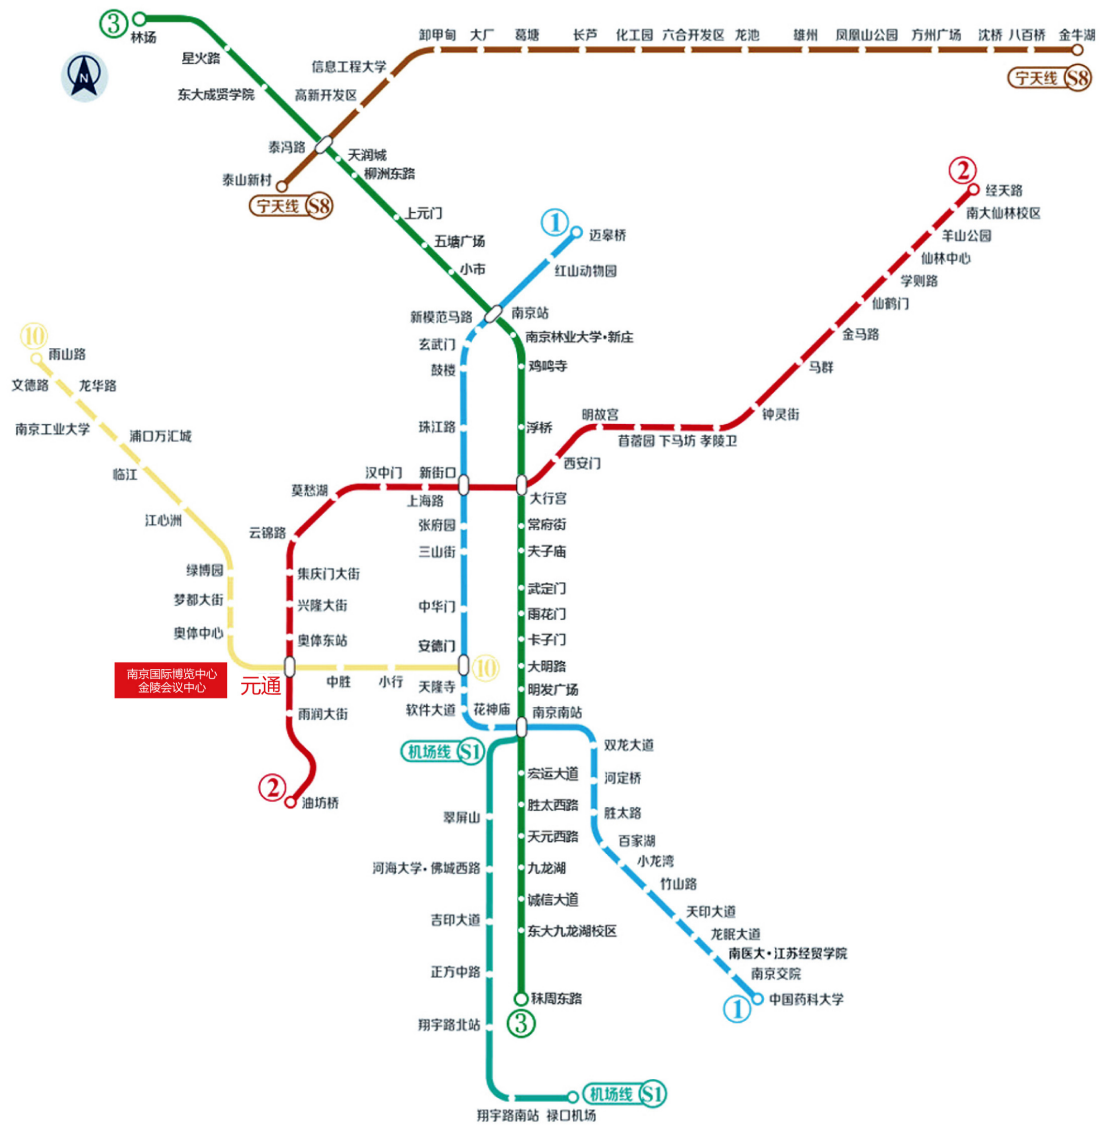 ③
林场
星火路
东大成贤学院
泰冯路
天润城
柳洲东路
上元门
五塘广场
小市
南京站
南京林业大学·新庄
鸡鸣寺
浮桥
大行宫
常府街
夫子庙
武定门
雨花门
卡子门
大明路
明发广场
南京南站
宏运大道
胜太西路
天元西路
九龙湖
诚信大道
东大九龙湖校区
秣周东路
③
N
卸甲甸
大厂
葛塘
长芦
化工园
六合开发区
龙池
雄州
凤凰山公园
方州广场
沈桥
八百桥
金牛湖
宁天线 S8
信息工程大学
高新开发区
泰山新村
宁天线 S8
②
经天路
南大仙林校区
羊山公园
仙林中心
学则路
仙鹤门
金马路
马群
钟灵街
明故宫
苜蓿园 下马坊 孝陵卫
西安门
新街口
上海路
汉中门
莫愁湖
云锦路
集庆门大街
兴隆大街
奥体东站
元通
雨润大街
②
油坊桥
①
迈皋桥
红山动物园
新模范马路
玄武门
鼓楼
珠江路
张府园
三山街
中华门
安德门
天隆寺
软件大道
花神庙
双龙大道
河定桥
胜太路
百家湖
小龙湾
竹山路
天印大道
龙眠大道
南医大·江苏经贸学院
南京交院
①
中国药科大学
⑩
雨山路
文德路
龙华路
南京工业大学
浦口万汇城
临江
江心洲
绿博园
梦都大街
奥体中心
南京国际博览中心
金陵会议中心
中胜
小行
⑩
机场线 S1
翠屏山
河海大学·佛城西路
吉印大道
正方中路
翔宇路北站
翔宇路南站
禄口机场
机场线 S1